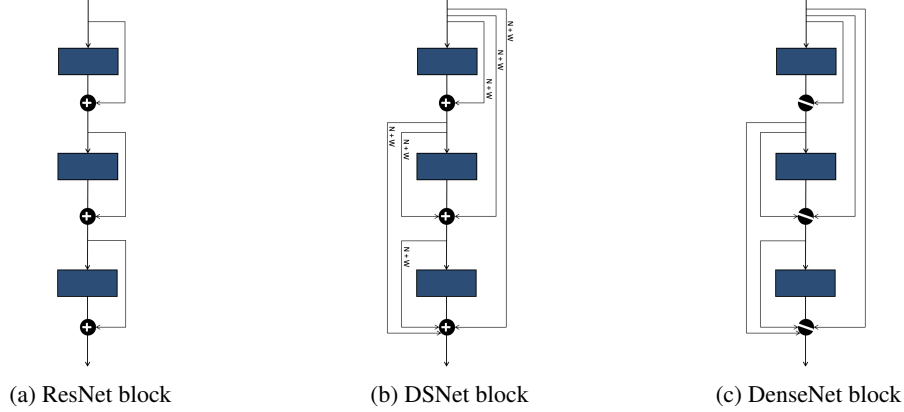 N+W
N+W
N+W
N+W
N+W
N+W
(a) ResNet block
(b) DSNet block
(c) DenseNet block